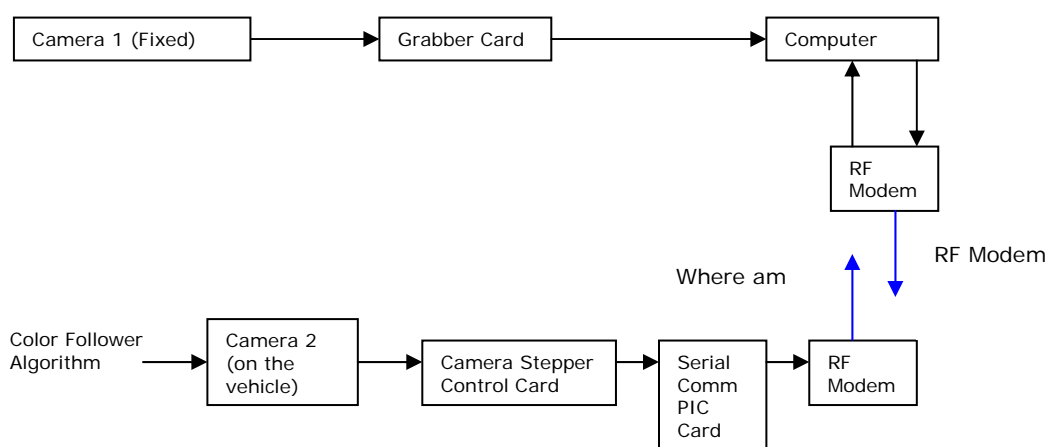 Camera 1 (Fixed)
Grabber Card
Computer
RF
Modem
RF Modem
Where am
Color Follower
Algorithm
Camera 2
(on the
vehicle)
Camera Stepper
Control Card
Serial
Comm
PIC
Card
RF
Modem